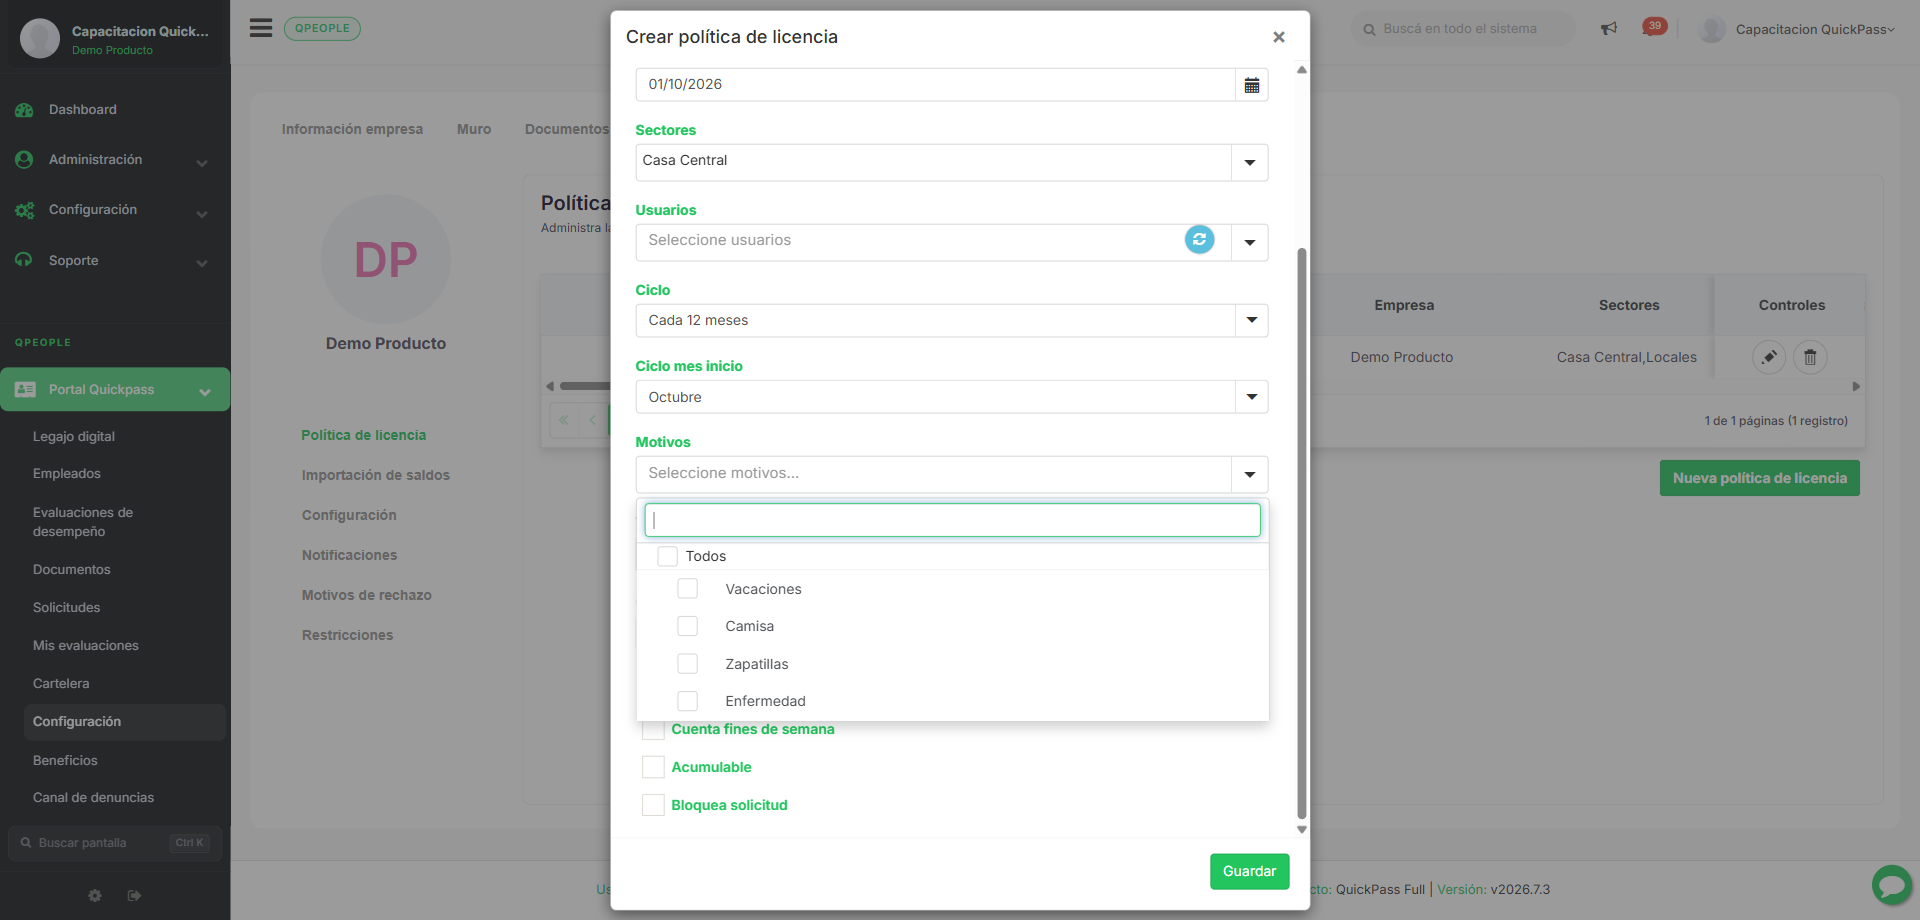 Capacitacion Quick...
Demo Producto
Dashboard
Administración
Configuración
Soporte
QPEOPLE
Portal Quickpass
Legajo digital
Empleados
Evaluaciones de
desempeño
Documentos
Solicitudes
Mis evaluaciones
Cartelera
Configuración
Beneficios
Canal de denuncias
Buscar pantalla
Ctrl K
QPEOPLE
Buscá en todo el sistema
39
Capacitacion QuickPass
Información empresa
Muro
Documentos
DP
Demo Producto
Política de licencia
Importación de saldos
Configuración
Notificaciones
Motivos de rechazo
Restricciones
Política
Administra la
Empresa
Sectores
Controles
Demo Producto
Casa Central,Locales
1 de 1 páginas (1 registro)
Nueva política de licencia
Crear política de licencia
01/10/2026
Sectores
Casa Central
Usuarios
Seleccione usuarios
Ciclo
Cada 12 meses
Ciclo mes inicio
Octubre
Motivos
Seleccione motivos...
Todos
Vacaciones
Camisa
Zapatillas
Enfermedad
Cuenta fines de semana
Acumulable
Bloquea solicitud
Guardar
QuickPass Full | Versión: v2026.7.3